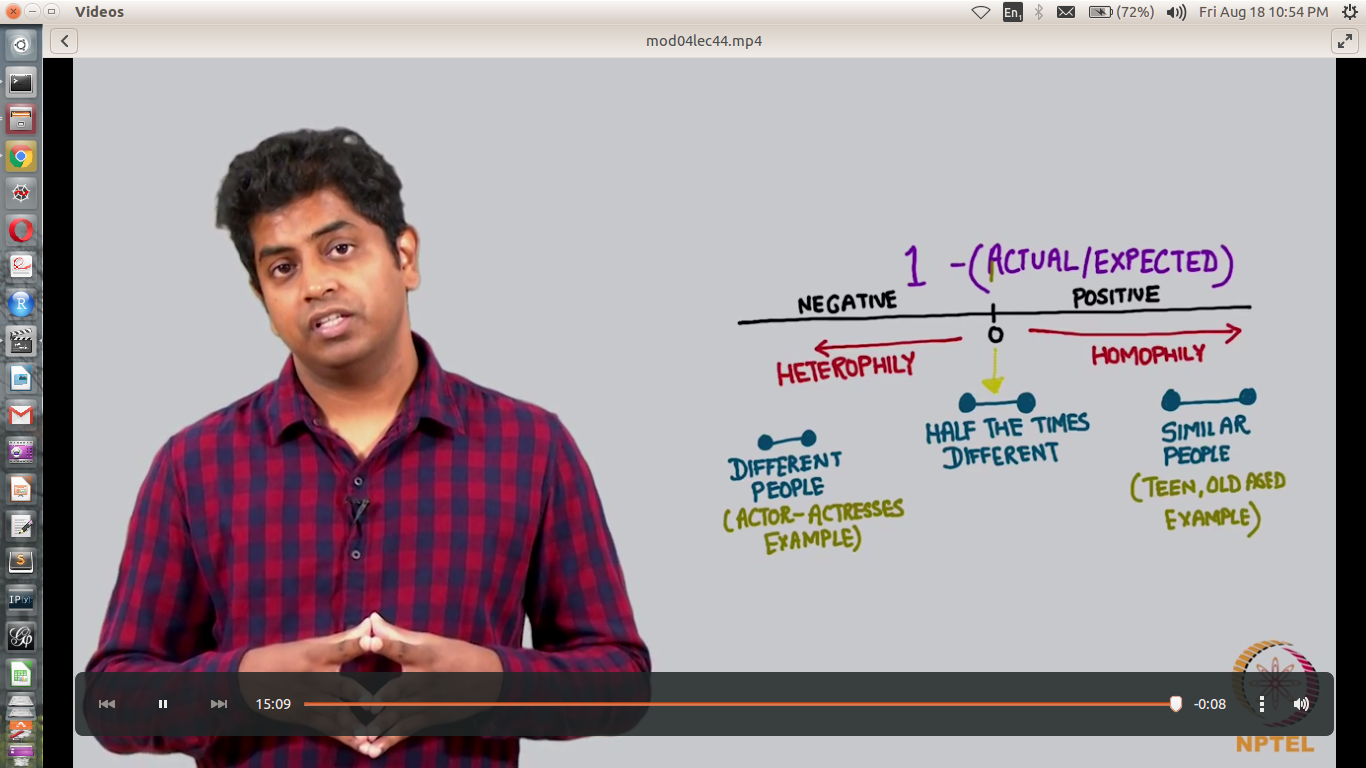 Videos
En1
(72%)
Fri Aug 18 10:54 PM
mod04lec44.mp4
1 -(ACTUAL/EXPECTED)
NEGATIVE
POSITIVE
0
HETEROPHILY
HOMOPHILY
DIFFERENT
PEOPLE
(ACTOR-ACTRESSES
EXAMPLE)
HALF THE TIMES
DIFFERENT
SIMILAR
PEOPLE
(TEEN, OLD AGED
EXAMPLE)
15:09
-0:08
NPTEL